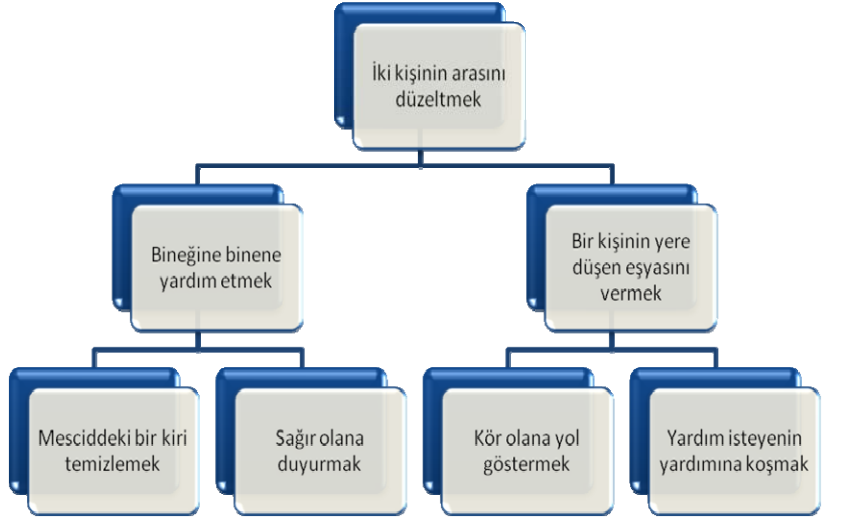 İki kişinin arasını
düzeltmek
Bineğine binene
yardım etmek
Bir kişinin yere
düşen eşyasını
vermek
Mesciddeki bir kiri
temizlemek
Sağır olana
duyurmak
Kör olana yol
göstermek
Yardım isteyenin
yardımına koşmak